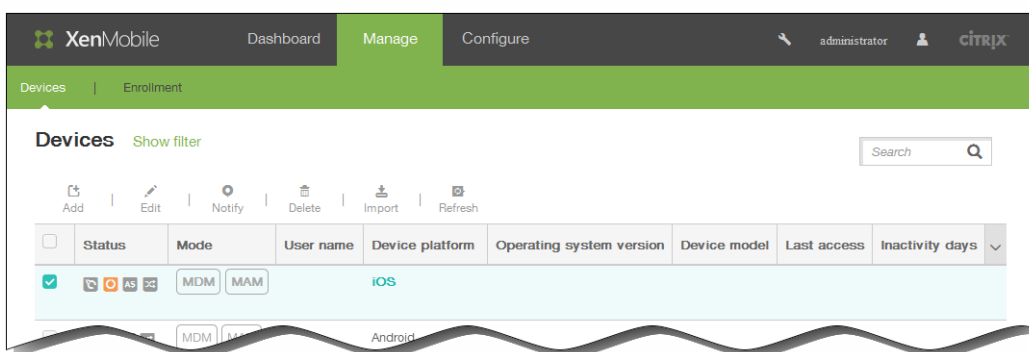 XenMobile Dashboard Manage Configure administrator CITRIX
Devices | Enrollment
Devices Show filter
Search
Add | Edit | Notify | Delete | Import | Refresh
Status Mode User name Device platform Operating system version Device model Last access Inactivity days
AS MDM MAM iOS
MDM Android